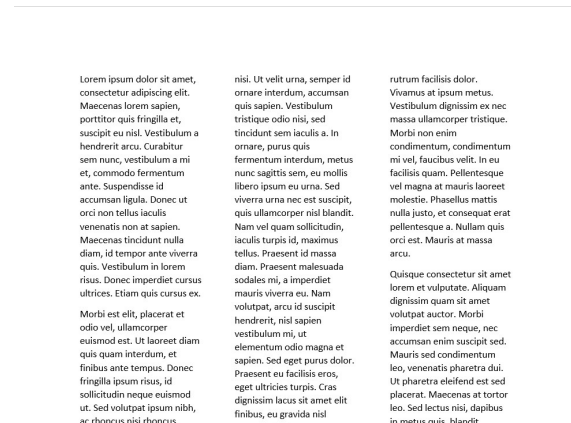 Lorem ipsum dolor sit amet,
consectetur adipiscing elit.
Maecenas lorem sapien,
porttitor quis fringilla et,
suscipit eu nisl. Vestibulum a
hendrerit arcu. Curabitur
sem nunc, vestibulum a mi
et, commodo fermentum
ante. Suspendisse id
accumsan ligula. Donec ut
orci non tellus iaculis
venenatis non at sapien.
Maecenas tincidunt nulla
diam, id tempor ante viverra
quis. Vestibulum in lorem
risus. Donec imperdiet cursus
ultrices. Etiam quis cursus ex.
Morbi est elit, placerat et
odio vel, ullamcorper
euismod est. Ut laoreet diam
quis quam interdum, et
finibus ante tempus. Donec
fringilla ipsum risus, id
sollicitudin neque euismod
ut. Sed volutpat ipsum nibh,
ac rhoncus nisi rhoncus
nisi. Ut velit urna, semper id
ornare interdum, accumsan
quis sapien. Vestibulum
tristique odio nisi, sed
tincidunt sem iaculis a. In
ornare, purus quis
fermentum interdum, metus
nunc sagittis sem, eu mollis
libero ipsum eu urna. Sed
viverra urna nec est suscipit,
quis ullamcorper nisl blandit.
Nam vel quam sollicitudin,
iaculis turpis id, maximus
tellus. Praesent id massa
diam. Praesent malesuada
sodales mi, a imperdiet
mauris viverra eu. Nam
volutpat, arcu id suscipit
hendrerit, nisl sapien
vestibulum mi, ut
elementum odio magna et
sapien. Sed eget purus dolor.
Praesent eu facilisis eros,
eget ultricies turpis. Cras
dignissim lacus sit amet elit
finibus, eu gravida nisl
rutrum facilisis dolor.
Vivamus at ipsum metus.
Vestibulum dignissim ex nec
massa ullamcorper tristique.
Morbi non enim
condimentum, condimentum
mi vel, faucibus velit. In eu
facilisis quam. Pellentesque
vel magna at mauris laoreet
molestie. Phasellus mattis
nulla justo, et consequat erat
pellentesque a. Nullam quis
orci est. Mauris at massa
arcu.
Quisque consectetur sit amet
lorem et vulputate. Aliquam
dignissim quam sit amet
volutpat auctor. Morbi
imperdiet sem neque, nec
accumsan enim suscipit sed.
Mauris sed condimentum
leo, venenatis pharetra dui.
Ut pharetra eleifend est sed
placerat. Maecenas at tortor
leo. Sed lectus nisi, dapibus
in metus quis, blandit